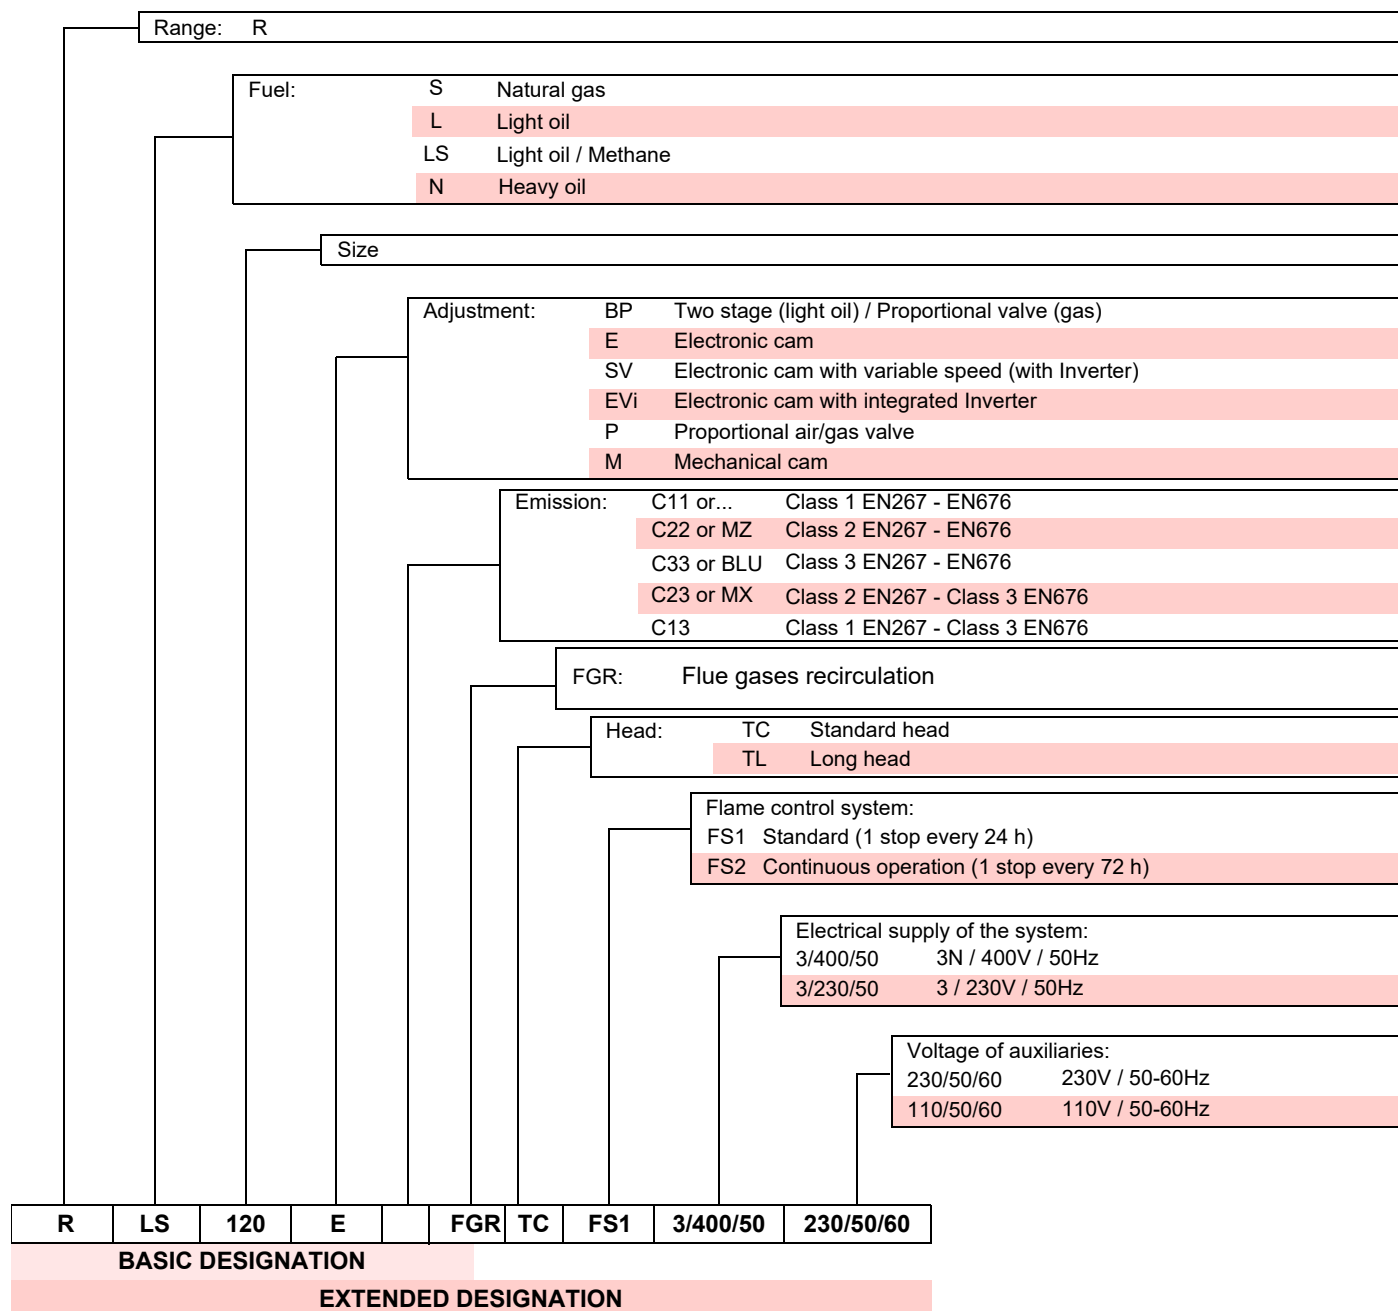 Range: R
Fuel: S Natural gas
L Light oil
LS Light oil / Methane
N Heavy oil
Size
Adjustment: BP Two stage (light oil) / Proportional valve (gas)
E Electronic cam
SV Electronic cam with variable speed (with Inverter)
EVi Electronic cam with integrated Inverter
P Proportional air/gas valve
M Mechanical cam
Emission: C11 or... Class 1 EN267 - EN676
C22 or MZ Class 2 EN267 - EN676
C33 or BLU Class 3 EN267 - EN676
C23 or MX Class 2 EN267 - Class 3 EN676
C13 Class 1 EN267 - Class 3 EN676
FGR: Flue gases recirculation
Head: TC Standard head
TL Long head
Flame control system:
FS1 Standard (1 stop every 24 h)
FS2 Continuous operation (1 stop every 72 h)
Electrical supply of the system:
3/400/50 3N / 400V / 50Hz
3/230/50 3 / 230V / 50Hz
Voltage of auxiliaries:
230/50/60 230V / 50-60Hz
110/50/60 110V / 50-60Hz
R LS 120 E FGR TC FS1 3/400/50 230/50/60
BASIC DESIGNATION
EXTENDED DESIGNATION